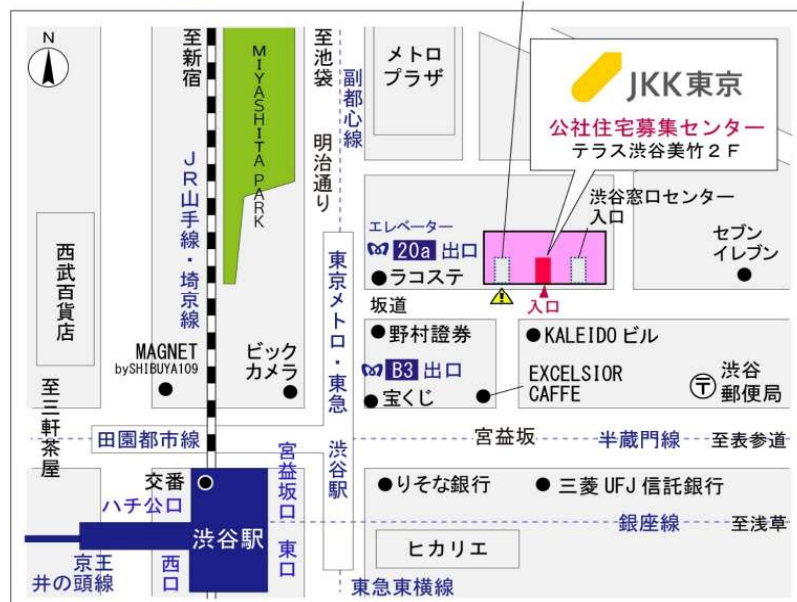 N
至新宿
MIYASHITA PARK
至池袋
副都心線
明治通り
メトロ
プラザ
JKK東京
公社住宅募集センター
テラス渋谷美竹2F
JR山手線・埼京線
西武百貨店
エレベーター
20a 出口
ラコステ
渋谷窓口センター
入口
セブン
イレブン
入口
坂道
東京メトロ・東急 渋谷駅
MAGNET
bySHIBUYA109
ビック
カメラ
野村證券
B3 出口
宝くじ
KALEIDOビル
EXCELSIOR
CAFFE
〒
渋谷
郵便局
至三軒茶屋
田園都市線
宮益坂
半蔵門線
至表参道
交番
ハチ公口
宮益坂口
りそな銀行
三菱UFJ信託銀行
渋谷駅
銀座線
至浅草
京王
井の頭線
西口
東口
ヒカリエ
東急東横線